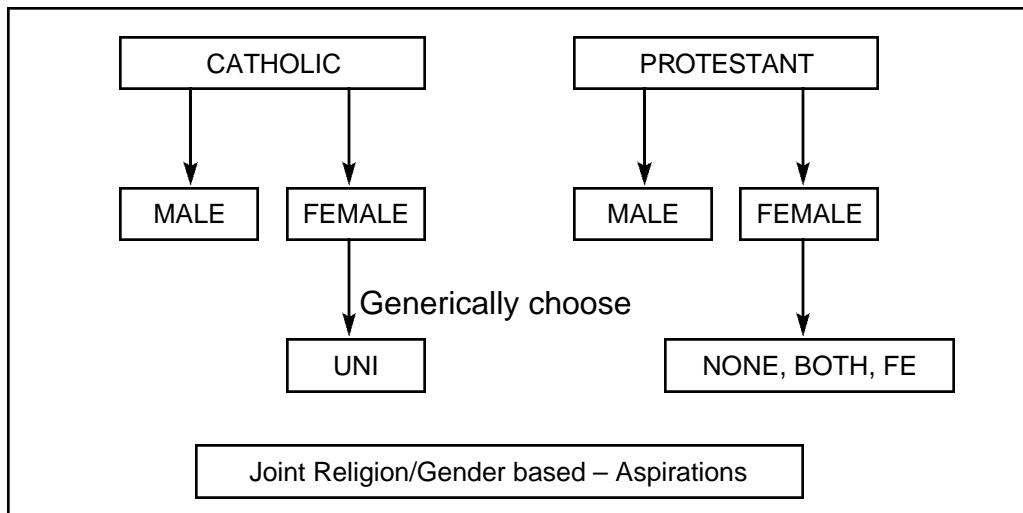 CATHOLIC PROTESTANT
MALE FEMALE MALE FEMALE
Generically choose
UNI NONE, BOTH, FE
Joint Religion/Gender based – Aspirations